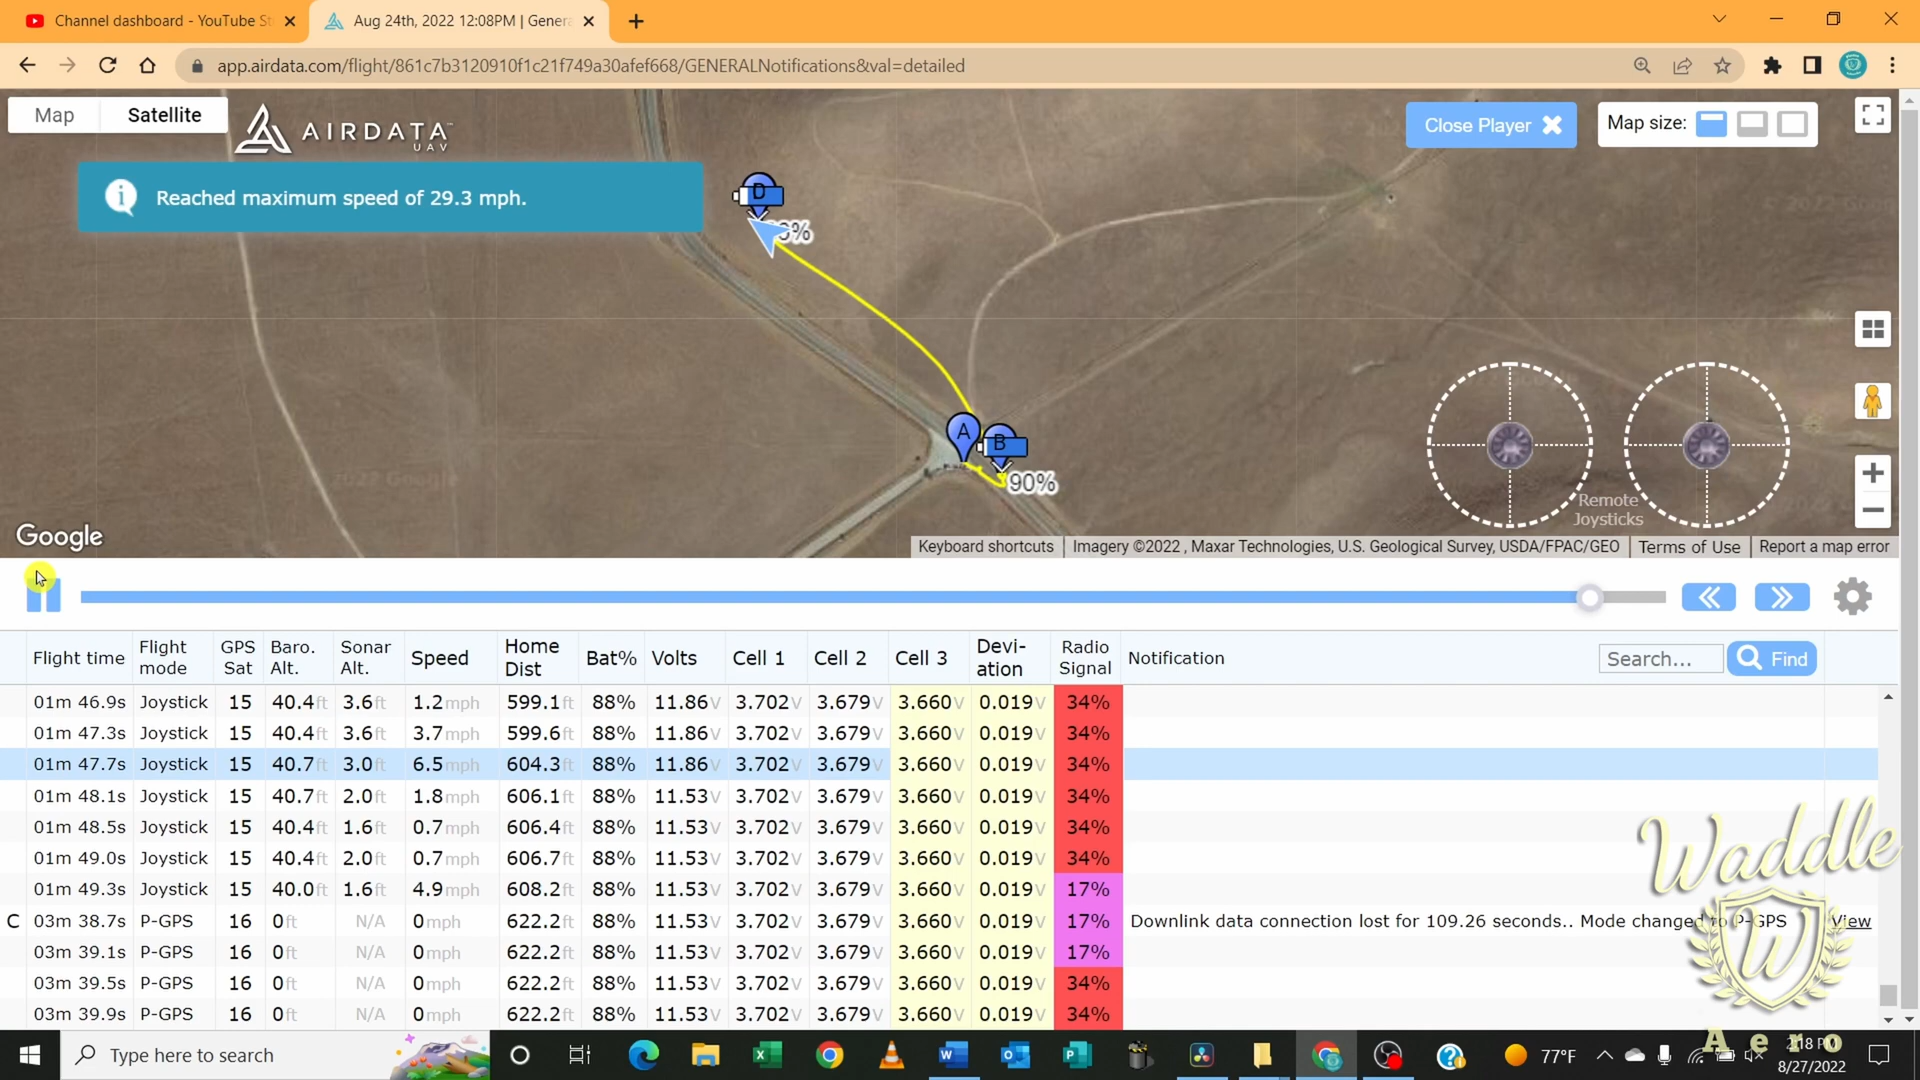 Channel dashboard - YouTube St
Aug 24th, 2022 12:08PM | Genera
app.airdata.com/flight/861c7b3120910f1c21f749a30afef668/GENERALNotifications&val=detailed
Map
Satellite
AIRDATA
UAV
Close Player
Map size:
Reached maximum speed of 29.3 mph.
D
%
A
B
90%
Remote
Joysticks
Google
Keyboard shortcuts
Imagery ©2022 , Maxar Technologies, U.S. Geological Survey, USDA/FPAC/GEO
Terms of Use
Report a map error
Flight time Flight mode GPS Sat Baro. Alt. Sonar Alt. Speed Home Dist Bat% Volts Cell 1 Cell 2 Cell 3 Devi-ation Radio Signal Notification Search... Find
01m 46.9s Joystick 15 40.4ft 3.6ft 1.2mph 599.1ft 88% 11.86V 3.702V 3.679V 3.660V 0.019V 34%
01m 47.3s Joystick 15 40.4ft 3.6ft 3.7mph 599.6ft 88% 11.86V 3.702V 3.679V 3.660V 0.019V 34%
01m 47.7s Joystick 15 40.7ft 3.0ft 6.5mph 604.3ft 88% 11.86V 3.702V 3.679V 3.660V 0.019V 34%
01m 48.1s Joystick 15 40.7ft 2.0ft 1.8mph 606.1ft 88% 11.53V 3.702V 3.679V 3.660V 0.019V 34%
01m 48.5s Joystick 15 40.4ft 1.6ft 0.7mph 606.4ft 88% 11.53V 3.702V 3.679V 3.660V 0.019V 34%
01m 49.0s Joystick 15 40.4ft 2.0ft 0.7mph 606.7ft 88% 11.53V 3.702V 3.679V 3.660V 0.019V 34%
01m 49.3s Joystick 15 40.0ft 1.6ft 4.9mph 608.2ft 88% 11.53V 3.702V 3.679V 3.660V 0.019V 17%
C 03m 38.7s P-GPS 16 0ft N/A 0mph 622.2ft 88% 11.53V 3.702V 3.679V 3.660V 0.019V 17% Downlink data connection lost for 109.26 seconds.. Mode changed to P-GPS View
03m 39.1s P-GPS 16 0ft N/A 0mph 622.2ft 88% 11.53V 3.702V 3.679V 3.660V 0.019V 17%
03m 39.5s P-GPS 16 0ft N/A 0mph 622.2ft 88% 11.53V 3.702V 3.679V 3.660V 0.019V 34%
03m 39.9s P-GPS 16 0ft N/A 0mph 622.2ft 88% 11.53V 3.702V 3.679V 3.660V 0.019V 34%
Waddle
W
Aero
Type here to search
77°F
2:18 PM
8/27/2022